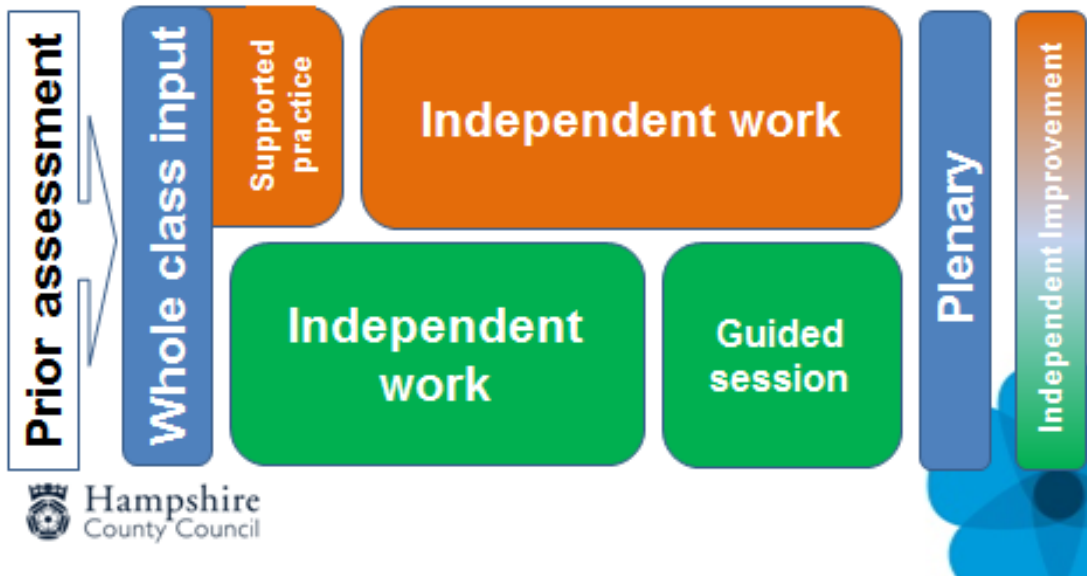 Prior assessment
Whole class input
Supported
practice
Independent work
Independent
work
Guided
session
Plenary
Independent Improvement
Hampshire
County Council